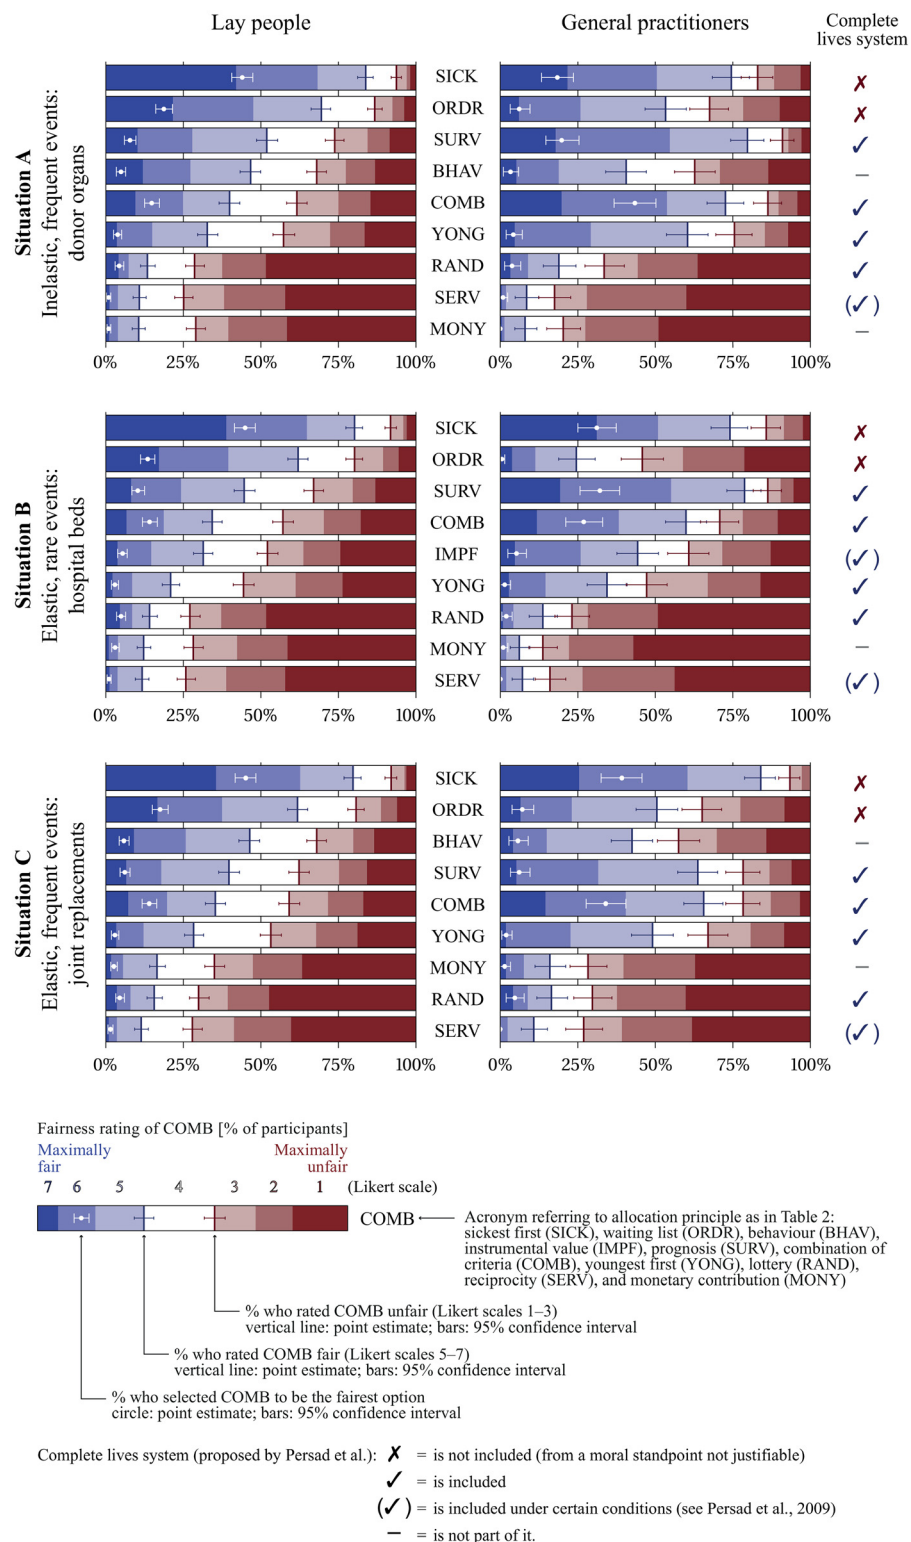 Lay people
General practitioners
Complete
lives system
Situation A
Inelastic, frequent events:
donor organs
SICK ✗
ORDR ✗
SURV ✓
BHAV –
COMB ✓
YONG ✓
RAND ✓
SERV (✓)
MONY –
0% 25% 50% 75% 100% 0% 25% 50% 75% 100%
Situation B
Elastic, rare events:
hospital beds
SICK ✗
ORDR ✗
SURV ✓
COMB ✓
IMPF (✓)
YONG ✓
RAND ✓
MONY –
SERV (✓)
0% 25% 50% 75% 100% 0% 25% 50% 75% 100%
Situation C
Elastic, frequent events:
joint replacements
SICK ✗
ORDR ✗
BHAV –
SURV ✓
COMB ✓
YONG ✓
MONY –
RAND ✓
SERV (✓)
0% 25% 50% 75% 100% 0% 25% 50% 75% 100%
Fairness rating of COMB [% of participants]
Maximally
fair
Maximally
unfair
7 6 5 4 3 2 1 (Likert scale)
COMB
Acronym referring to allocation principle as in Table 2:
sickest first (SICK), waiting list (ORDR), behaviour (BHAV),
instrumental value (IMPF), prognosis (SURV), combination of
criteria (COMB), youngest first (YONG), lottery (RAND),
reciprocity (SERV), and monetary contribution (MONY)
% who rated COMB unfair (Likert scales 1–3)
vertical line: point estimate; bars: 95% confidence interval
% who rated COMB fair (Likert scales 5–7)
vertical line: point estimate; bars: 95% confidence interval
% who selected COMB to be the fairest option
circle: point estimate; bars: 95% confidence interval
Complete lives system (proposed by Persad et al.): ✗ = is not included (from a moral standpoint not justifiable)
✓ = is included
(✓) = is included under certain conditions (see Persad et al., 2009)
– = is not part of it.